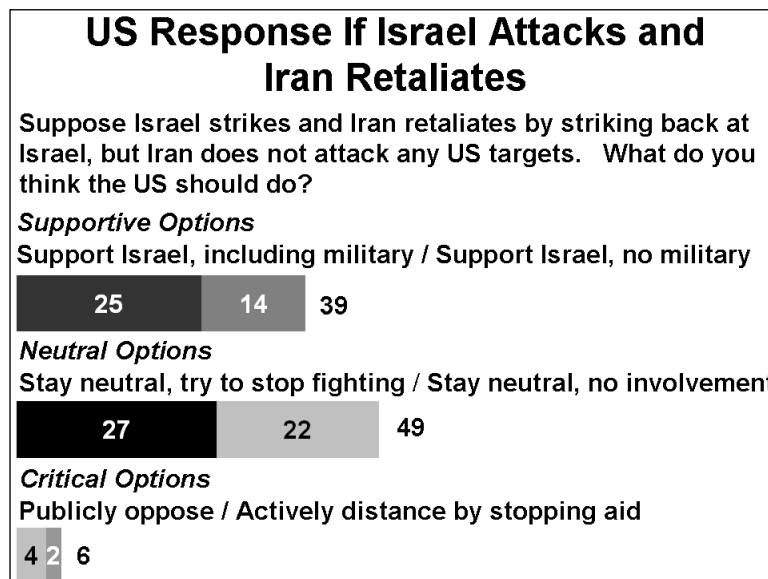 US Response If Israel Attacks and
Iran Retaliates
Suppose Israel strikes and Iran retaliates by striking back at
Israel, but Iran does not attack any US targets. What do you
think the US should do?
Supportive Options
Support Israel, including military / Support Israel, no military
25 14 39
Neutral Options
Stay neutral, try to stop fighting / Stay neutral, no involvement
27 22 49
Critical Options
Publicly oppose / Actively distance by stopping aid
4 2 6